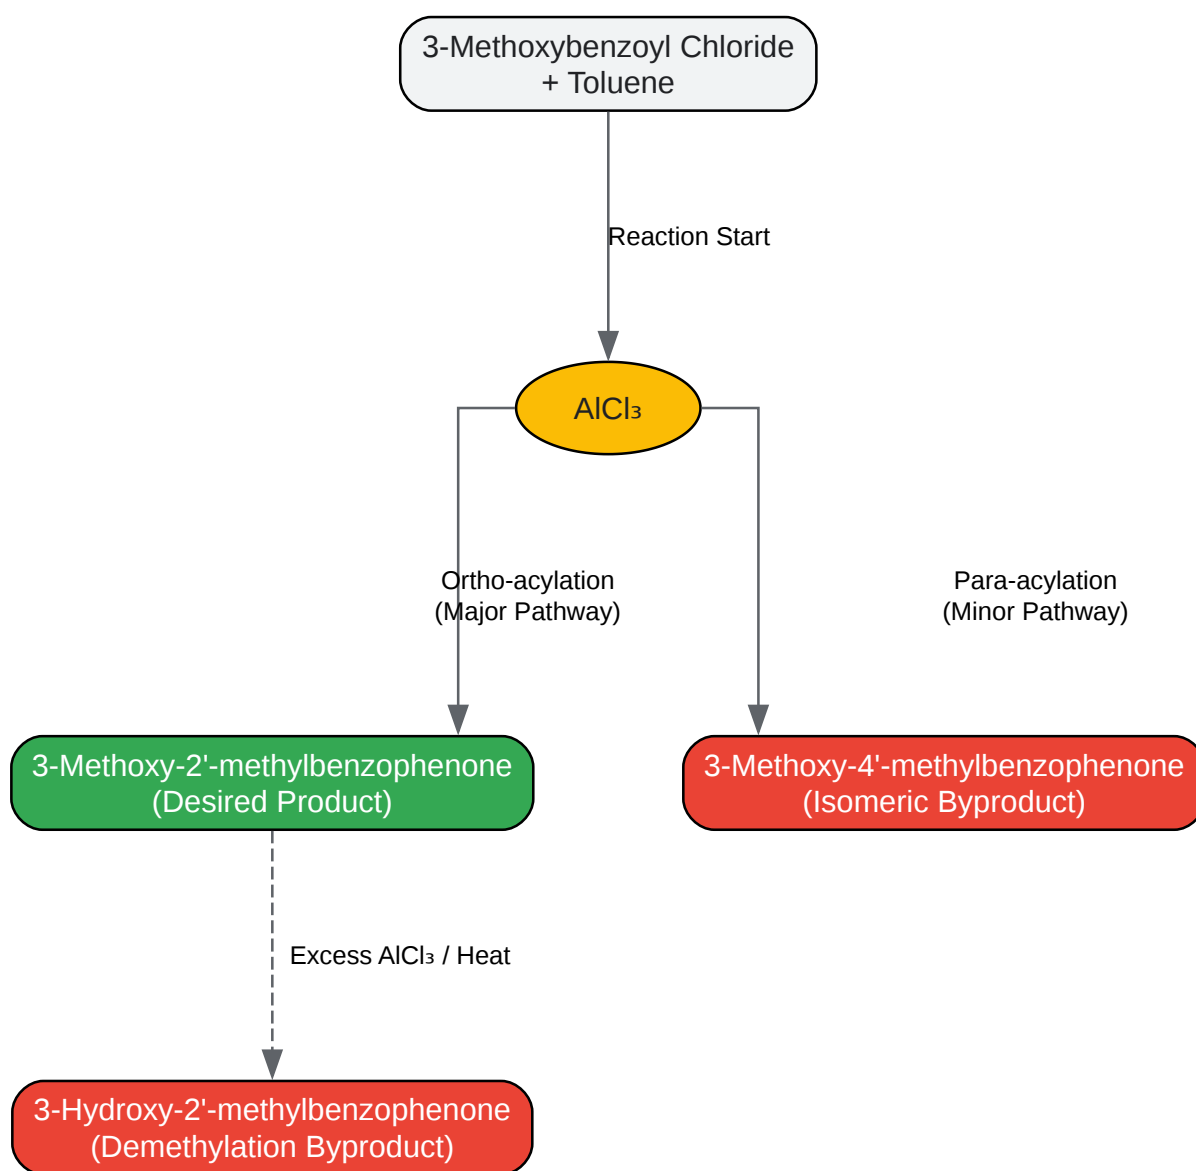 3-Methoxybenzoyl Chloride
+ Toluene
Reaction Start
AlCl₃
Ortho-acylation
(Major Pathway)
Para-acylation
(Minor Pathway)
3-Methoxy-2'-methylbenzophenone
(Desired Product)
3-Methoxy-4'-methylbenzophenone
(Isomeric Byproduct)
Excess AlCl₃ / Heat
3-Hydroxy-2'-methylbenzophenone
(Demethylation Byproduct)